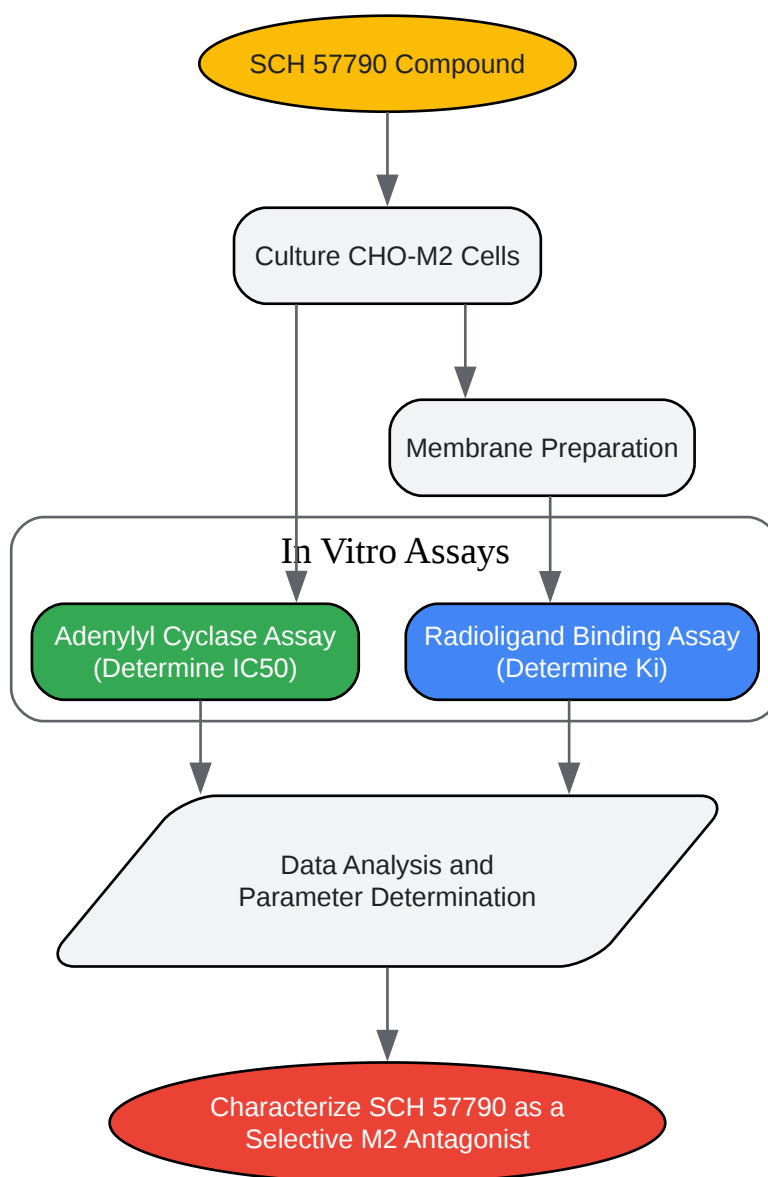 SCH 57790 Compound
Culture CHO-M2 Cells
Membrane Preparation
In Vitro Assays
Adenylyl Cyclase Assay
(Determine IC50)
Radioligand Binding Assay
(Determine Ki)
Data Analysis and
Parameter Determination
Characterize SCH 57790 as a
Selective M2 Antagonist